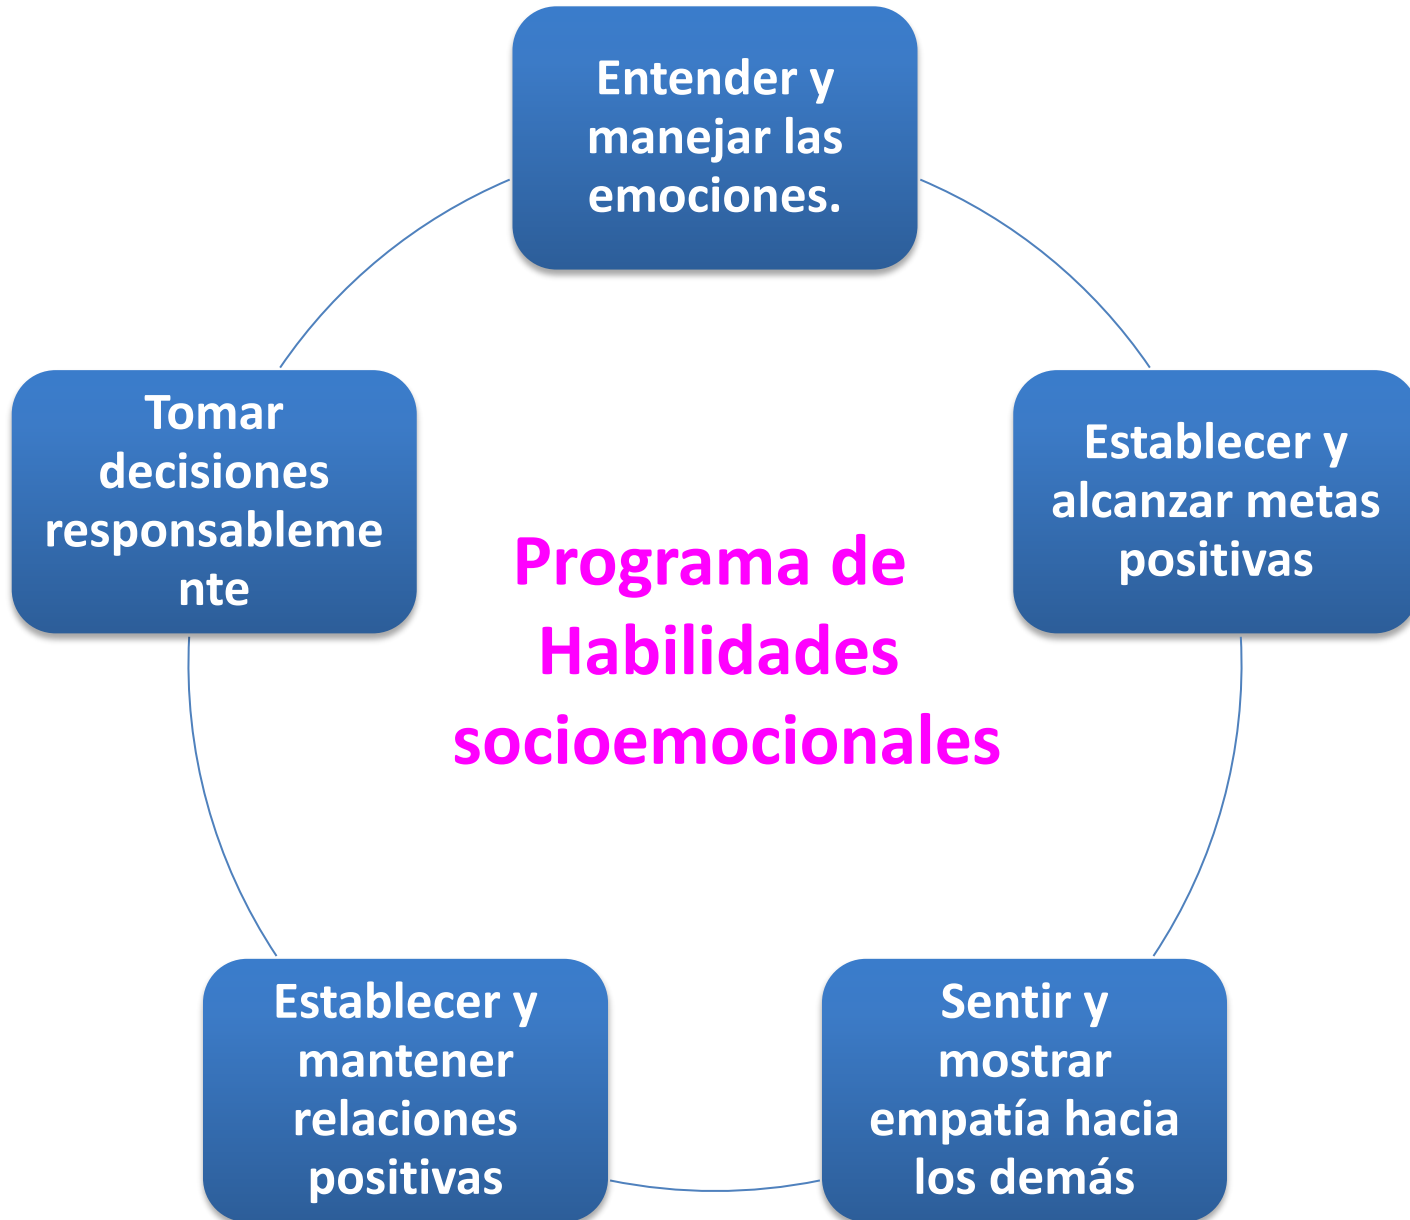 Entender y
manejar las
emociones.
Establecer y
alcanzar metas
positivas
Sentir y
mostrar
empatía hacia
los demás
Establecer y
mantener
relaciones
positivas
Tomar
decisiones
responsableme
nte
Programa de
Habilidades
socioemocionales